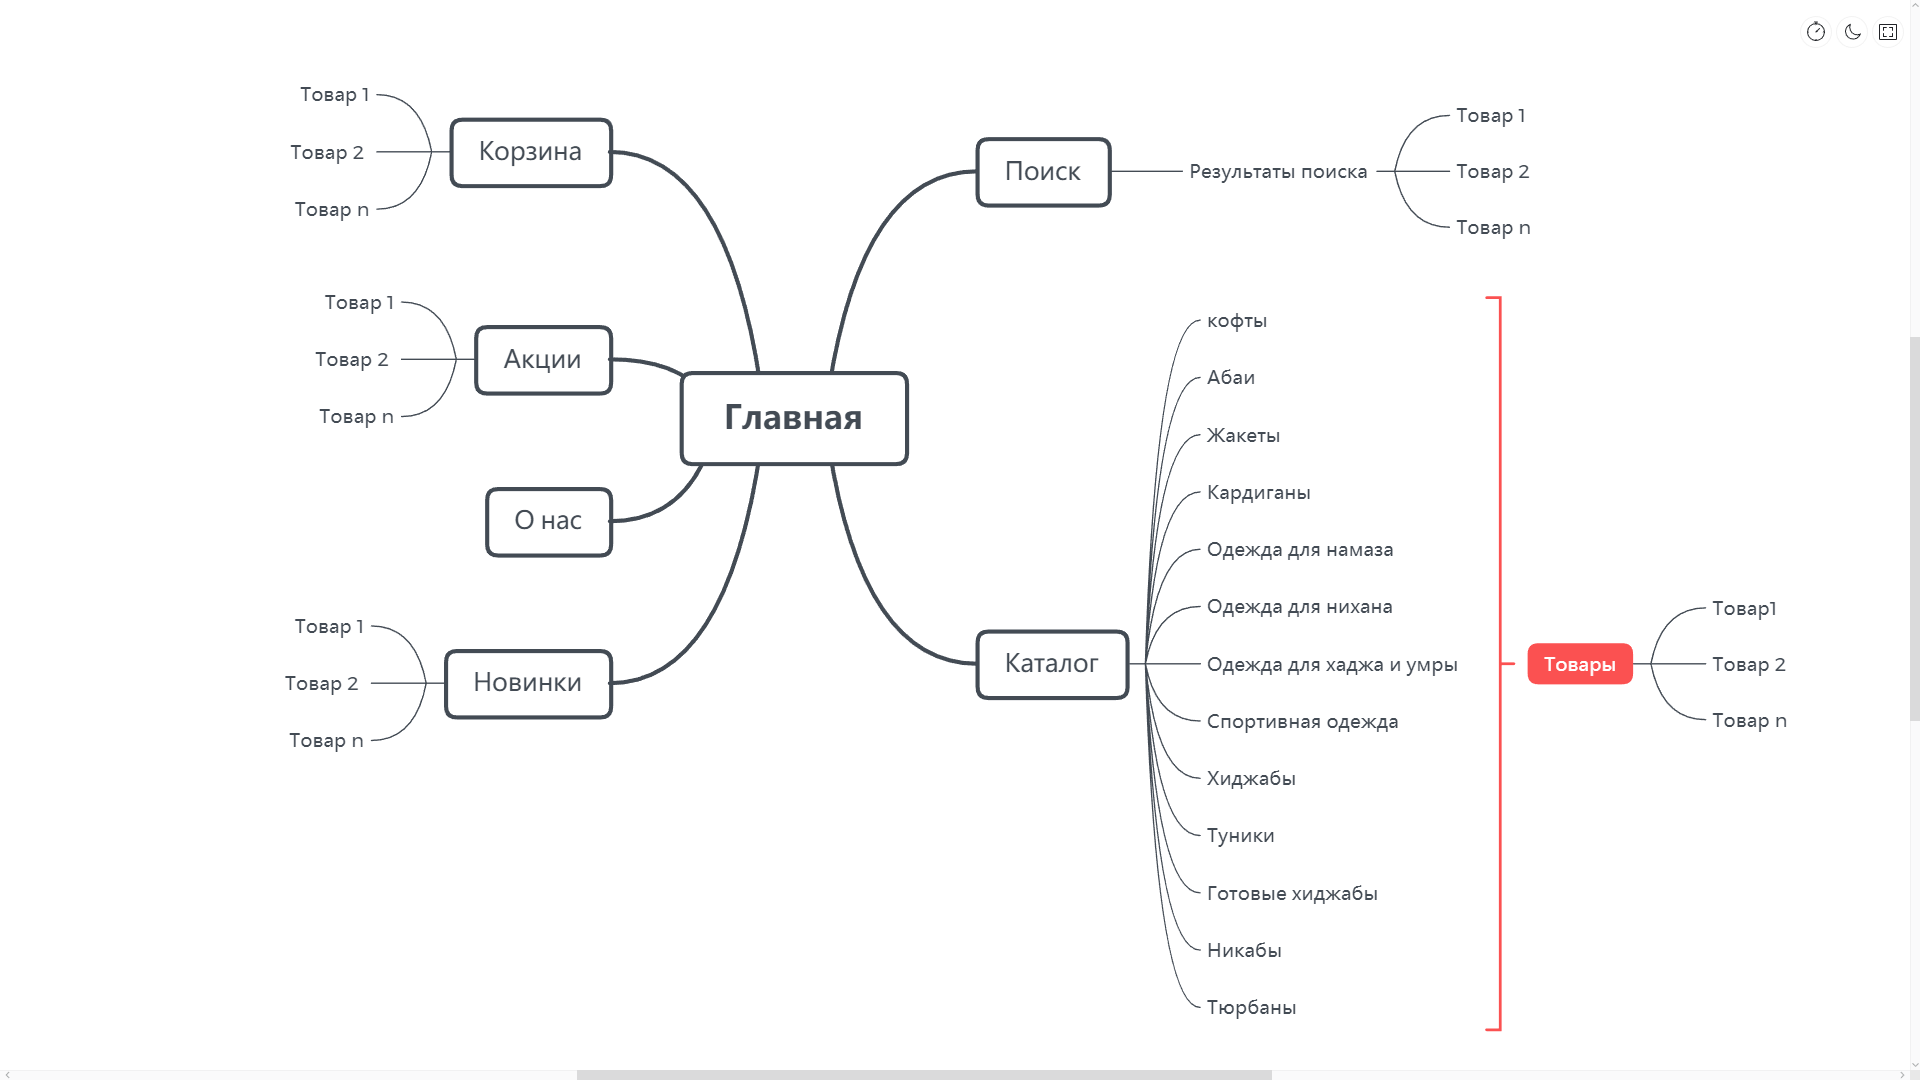 Главная
Корзина
Товар 1
Товар 2
Товар n
Акции
Товар 1
Товар 2
Товар n
О нас
Новинки
Товар 1
Товар 2
Товар n
Поиск
Результаты поиска
Товар 1
Товар 2
Товар n
Каталог
кофты
Абаи
Жакеты
Кардиганы
Одежда для намаза
Одежда для нихана
Одежда для хаджа и умры
Спортивная одежда
Хиджабы
Туники
Готовые хиджабы
Никабы
Тюрбаны
Товары
Товар1
Товар 2
Товар n